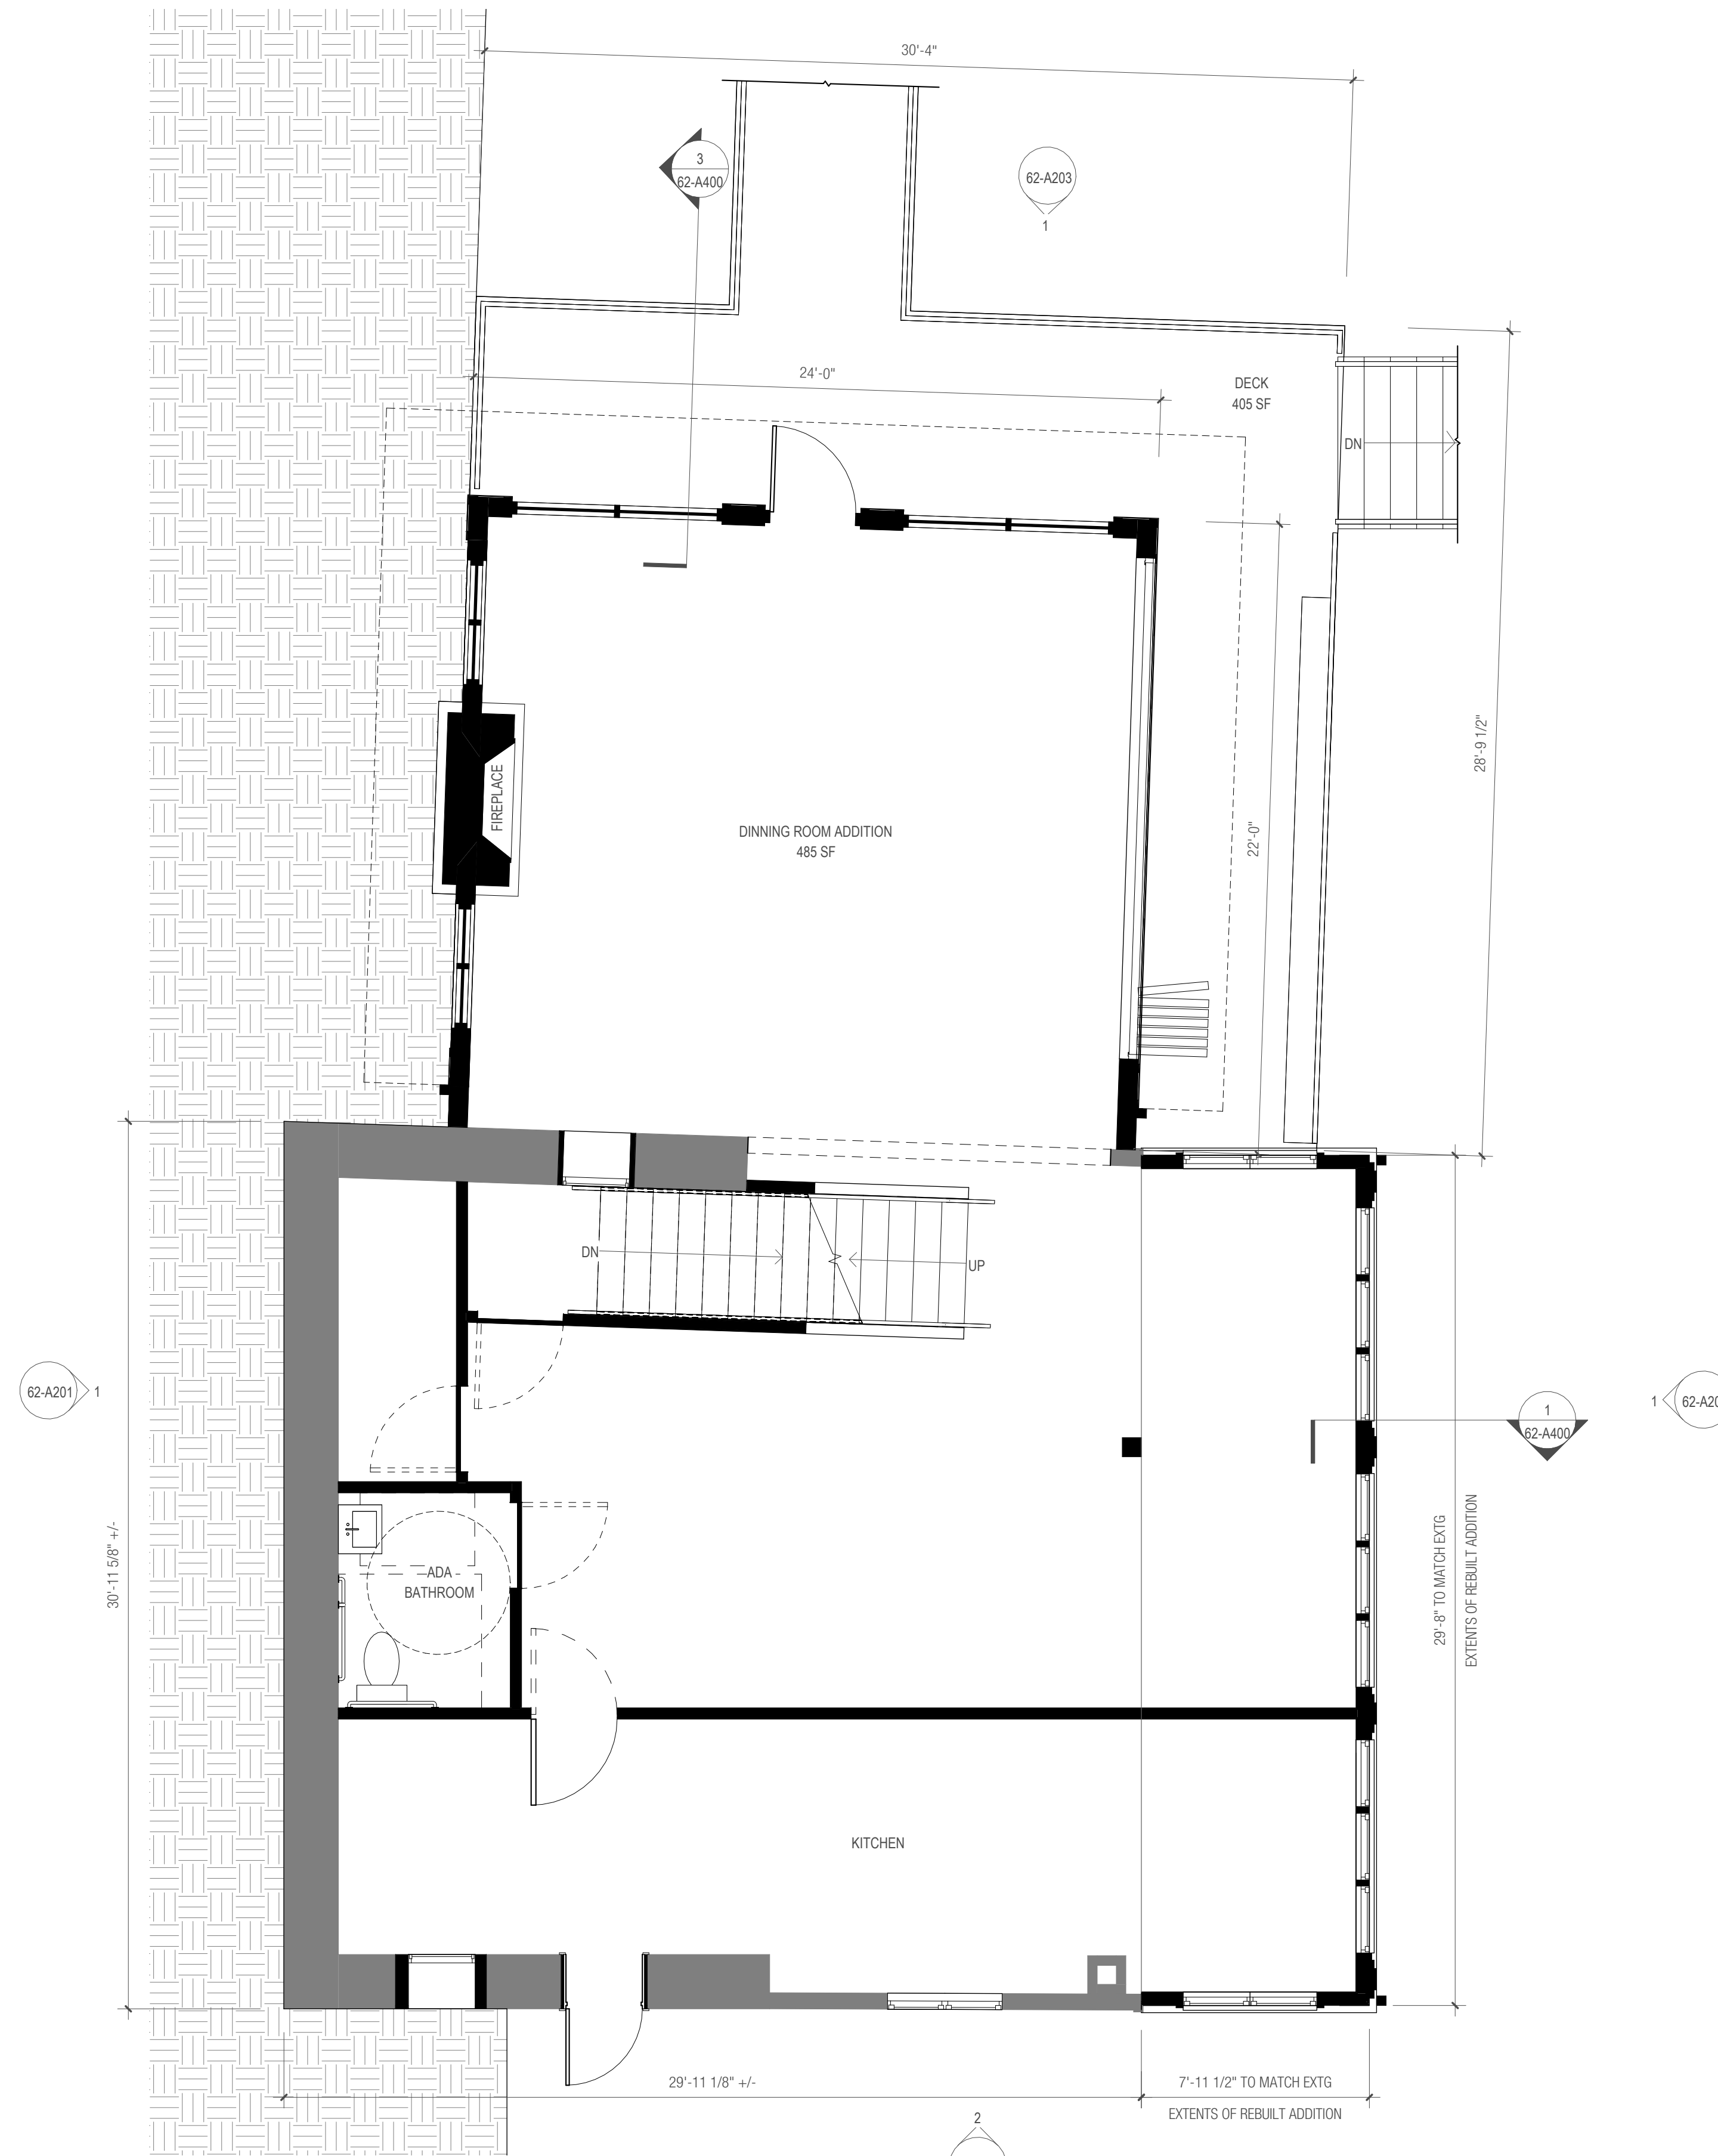 30'-4"
3
62-A400
62-A203
1
24'-0"
DECK
405 SF
DN
28'-9 1/2"
FIREPLACE
DINNING ROOM ADDITION
485 SF
22'-0"
DN
UP
62-A201
1
1
62-A400
1
62-A20
30'-11 5/8" +/-
ADA
BATHROOM
29'-8" TO MATCH EXTG
EXTENTS OF REBUILT ADDITION
KITCHEN
29'-11 1/8" +/-
7'-11 1/2" TO MATCH EXTG
EXTENTS OF REBUILT ADDITION
2